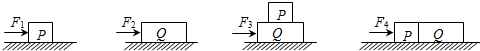 F₁ P
F₂ Q
F₃ P Q
F₄ P Q